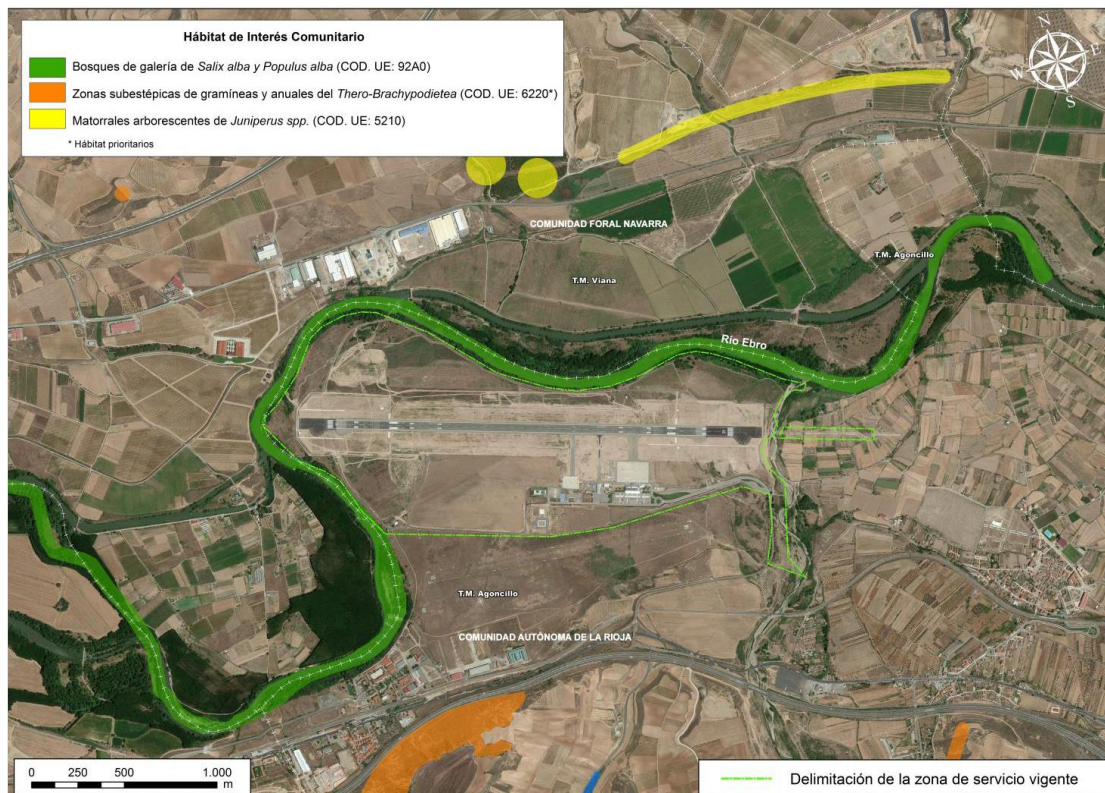 Hábitat de Interés Comunitario
Bosques de galería de Salix alba y Populus alba (COD. UE: 92A0)
Zonas subestépicas de gramíneas y anuales del Thero-Brachypodietea (COD. UE: 6220*)
Matorrales arborescentes de Juniperus spp. (COD. UE: 5210)
* Hábitat prioritarios
N
W E
S
COMUNIDAD FORAL NAVARRA
T.M. Agoncillo
T.M. Viana
Río Ebro
T.M. Agoncillo
COMUNIDAD AUTÓNOMA DE LA RIOJA
0 250 500 1.000
m
Delimitación de la zona de servicio vigente